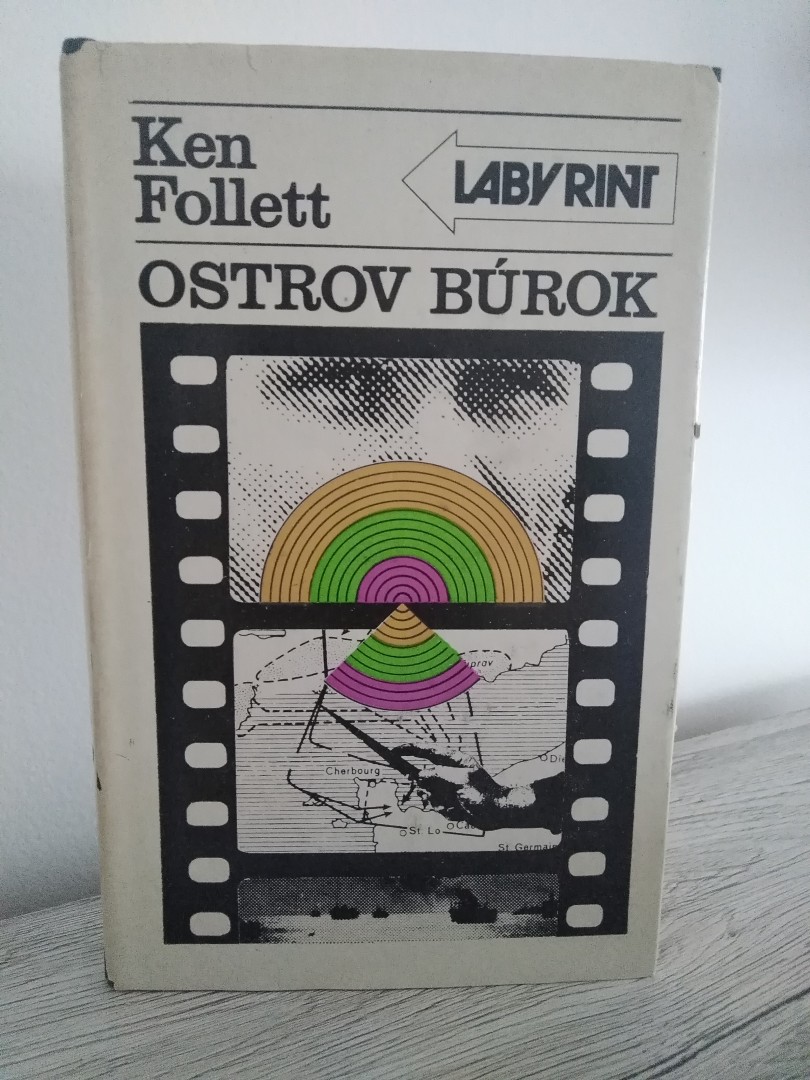 Ken
Follett
LABYRINT
OSTROV BÚROK
Cherbourg
St. Lo
St. Germain